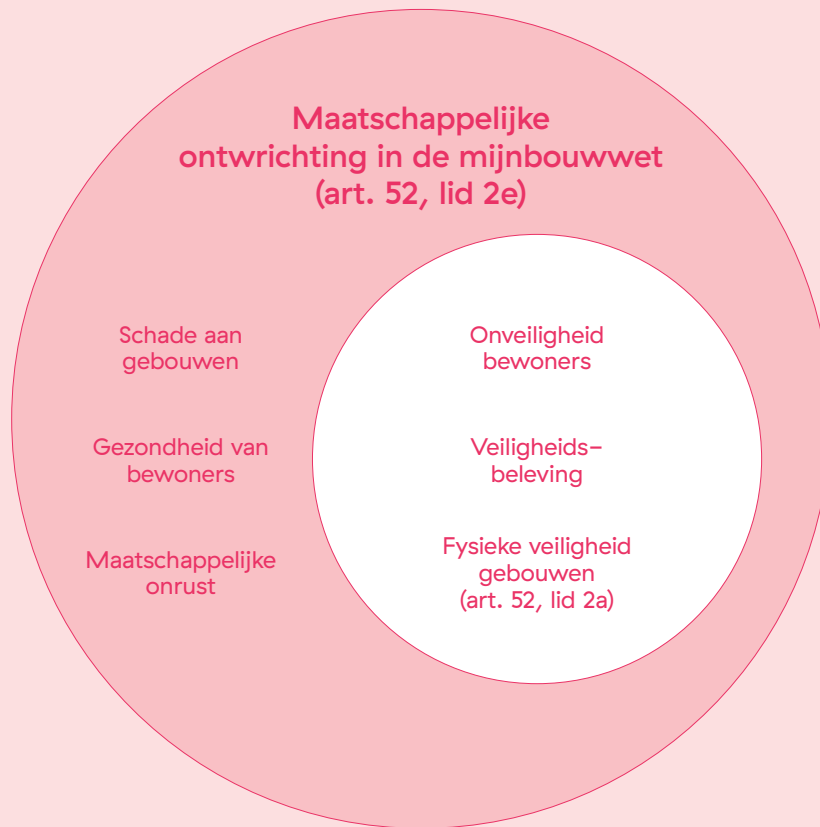 Maatschappelijke
ontwrichting in de mijnbouwwet
(art. 52, lid 2e)
Schade aan
gebouwen
Gezondheid van
bewoners
Maatschappelijke
onrust
Onveiligheid
bewoners
Veiligheids-
beleving
Fysieke veiligheid
gebouwen
(art. 52, lid 2a)